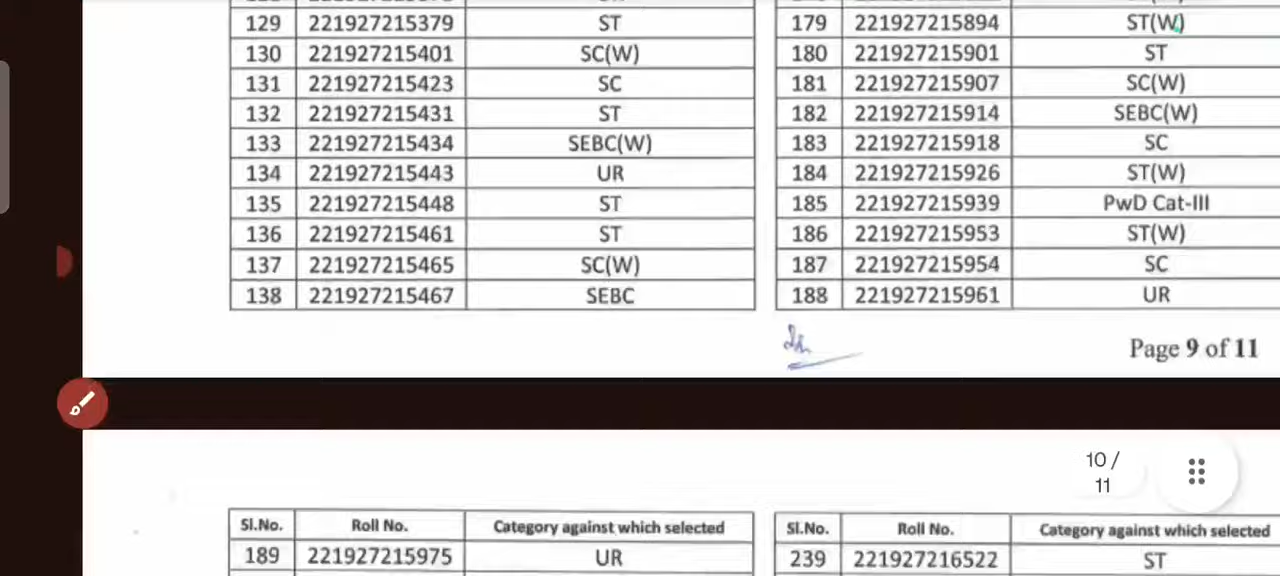 129 221927215379 ST
130 221927215401 SC(W)
131 221927215423 SC
132 221927215431 ST
133 221927215434 SEBC(W)
134 221927215443 UR
135 221927215448 ST
136 221927215461 ST
137 221927215465 SC(W)
138 221927215467 SEBC
179 221927215894 ST(W)
180 221927215901 ST
181 221927215907 SC(W)
182 221927215914 SEBC(W)
183 221927215918 SC
184 221927215926 ST(W)
185 221927215939 PwD Cat-III
186 221927215953 ST(W)
187 221927215954 SC
188 221927215961 UR
Page 9 of 11
10 /
11
Sl.No. Roll No. Category against which selected
189 221927215975 UR
Sl.No. Roll No. Category against which selected
239 221927216522 ST